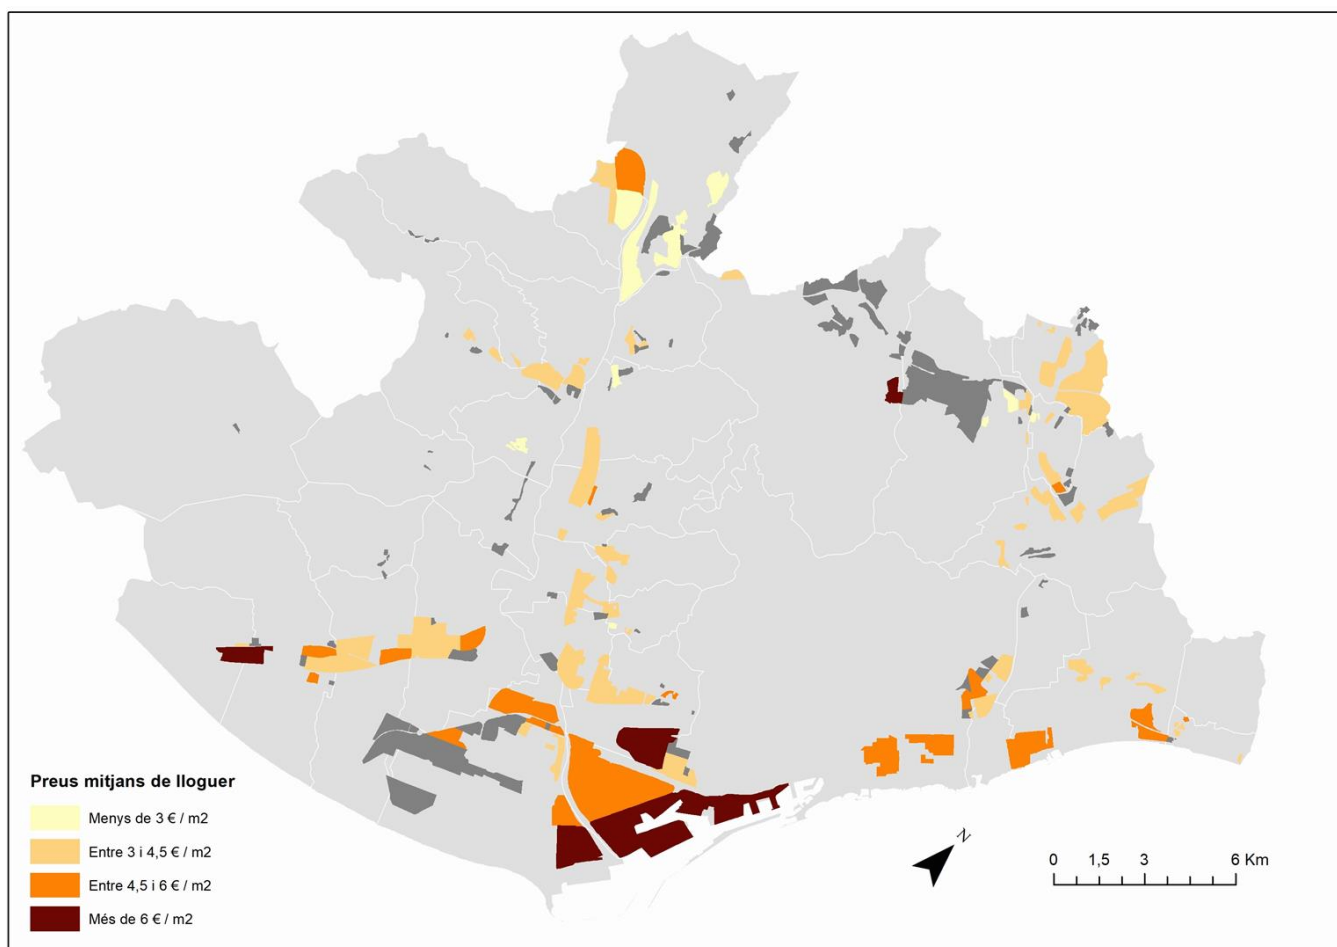 N
Preus mitjans de lloguer
Menys de 3 € / m2
Entre 3 i 4,5 € / m2
Entre 4,5 i 6 € / m2
Més de 6 € / m2
0 1,5 3 6 Km